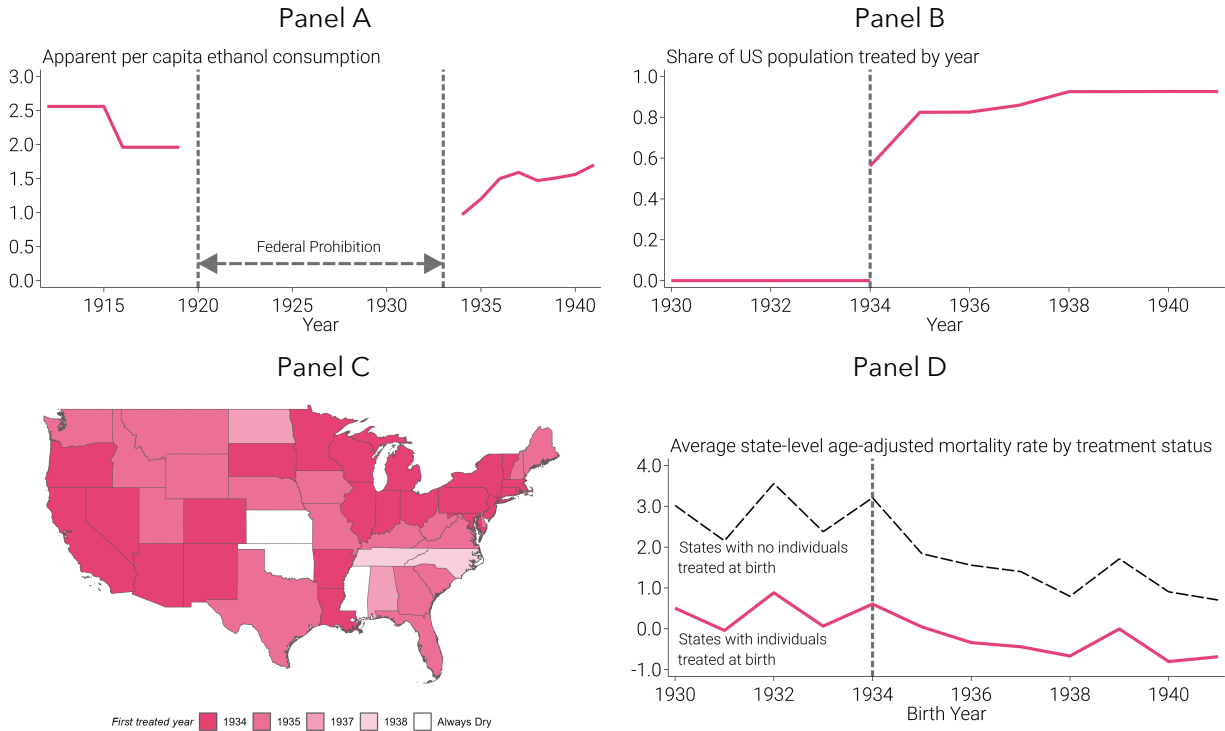 Panel A
Apparent per capita ethanol consumption
3.0
2.5
2.0
1.5
1.0
0.5
0.0
Federal Prohibition
1915 1920 1925 1930 1935 1940
Year
Panel B
Share of US population treated by year
1.0
0.8
0.6
0.4
0.2
0.0
1930 1932 1934 1936 1938 1940
Year
Panel C
First treated year 1934 1935 1937 1938 Always Dry
Panel D
Average state-level age-adjusted mortality rate by treatment status
4.0
3.0
2.0
1.0
0.0
-1.0
States with no individuals
treated at birth
States with individuals
treated at birth
1930 1932 1934 1936 1938 1940
Birth Year